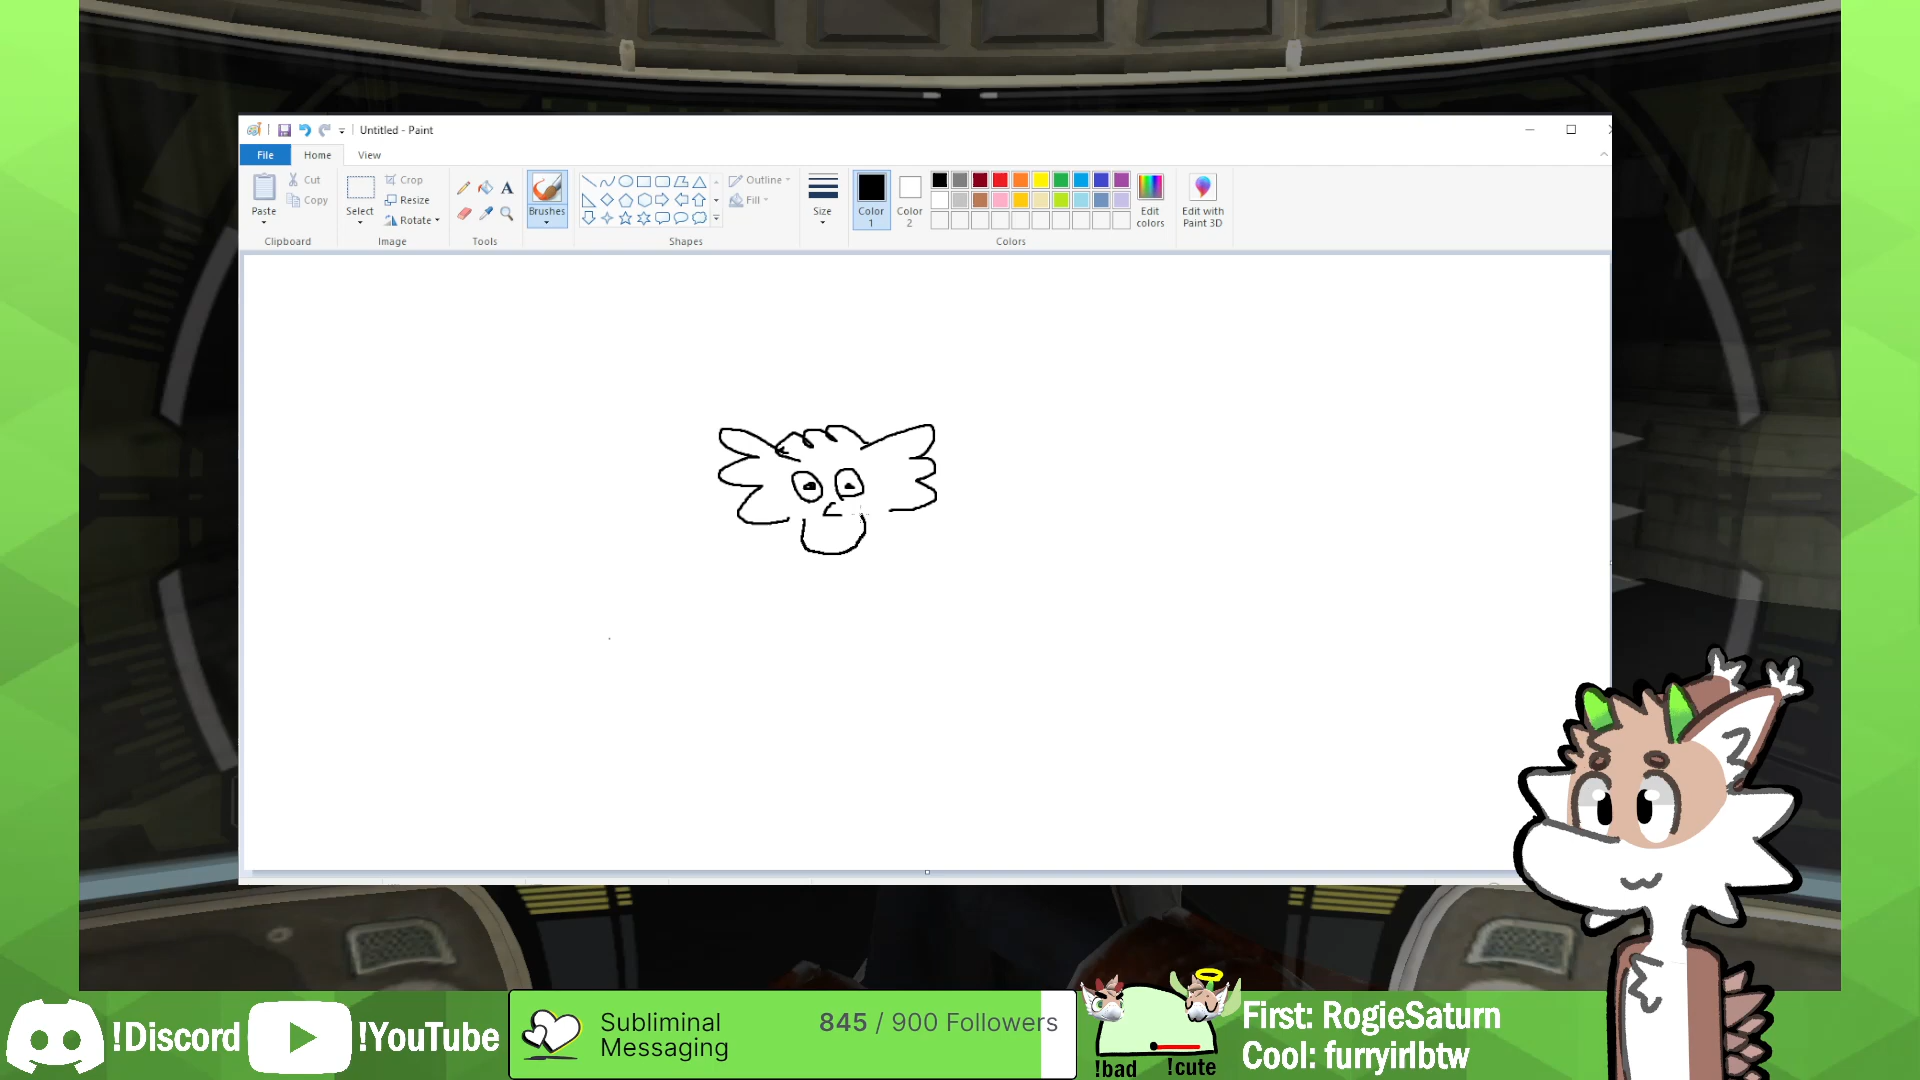 Untitled - Paint
File Home View
Paste
Cut
Copy
Clipboard
Select
Crop
Resize
Rotate
Image
A
Tools
Brushes
Shapes
Outline
Fill
Size
Color
1
Color
2
Edit
colors
Colors
Edit with
Paint 3D
!Discord
!YouTube
Subliminal
Messaging
845 / 900 Followers
!bad !cute
First: RogieSaturn
Cool: furryirlbtw